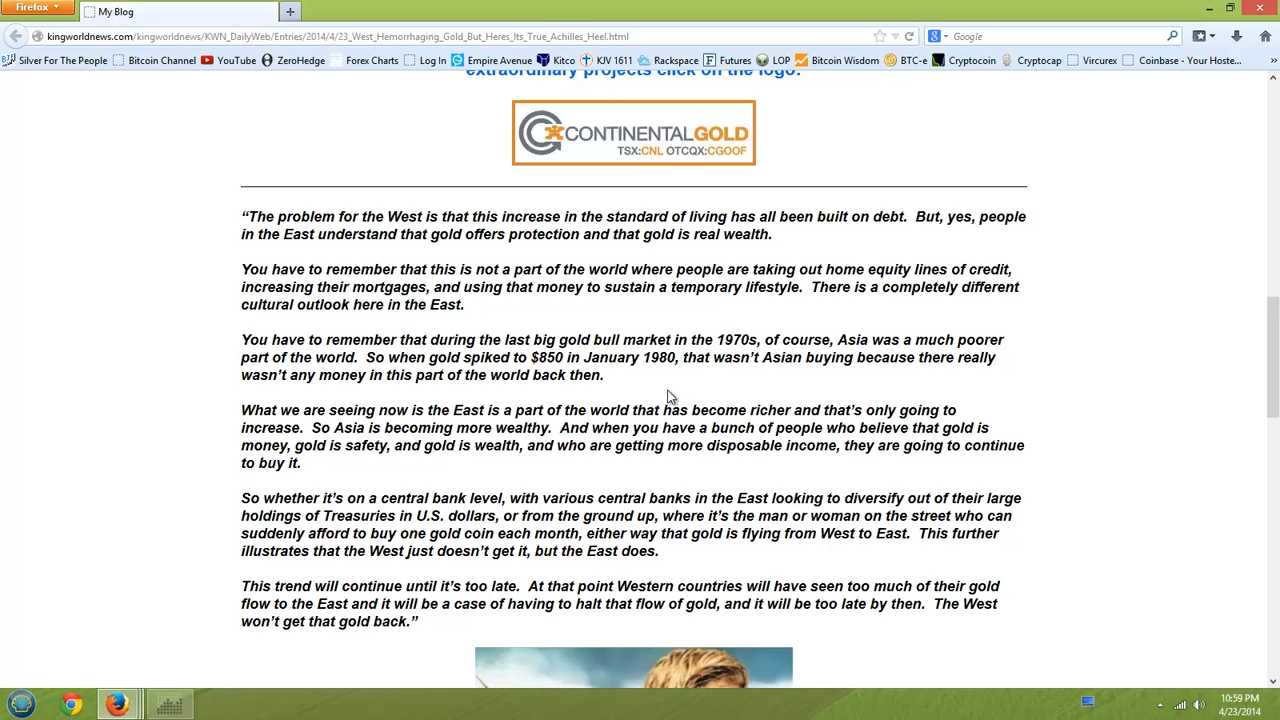 Firefox
My Blog
kingworldnews.com/kingworldnews/KWN_DailyWeb/Entries/2014/4/23_West_Hemorrhaging_Gold_But_Heres_Its_True_Achilles_Heel.html
Google
Silver For The People Bitcoin Channel YouTube ZeroHedge Forex Charts Log In Empire Avenue Kitco KJV 1611 Rackspace Futures LOP Bitcoin Wisdom BTC-e Cryptocoin Cryptocap Vircurex Coinbase - Your Hoste...
extraordinary projects click on the logo:
CONTINENTALGOLD
TSX:CNL OTCQX:CGOOF
“The problem for the West is that this increase in the standard of living has all been built on debt. But, yes, people
in the East understand that gold offers protection and that gold is real wealth.
You have to remember that this is not a part of the world where people are taking out home equity lines of credit,
increasing their mortgages, and using that money to sustain a temporary lifestyle. There is a completely different
cultural outlook here in the East.
You have to remember that during the last big gold bull market in the 1970s, of course, Asia was a much poorer
part of the world. So when gold spiked to $850 in January 1980, that wasn’t Asian buying because there really
wasn’t any money in this part of the world back then.
What we are seeing now is the East is a part of the world that has become richer and that’s only going to
increase. So Asia is becoming more wealthy. And when you have a bunch of people who believe that gold is
money, gold is safety, and gold is wealth, and who are getting more disposable income, they are going to continue
to buy it.
So whether it’s on a central bank level, with various central banks in the East looking to diversify out of their large
holdings of Treasuries in U.S. dollars, or from the ground up, where it’s the man or woman on the street who can
suddenly afford to buy one gold coin each month, either way that gold is flying from West to East. This further
illustrates that the West just doesn’t get it, but the East does.
This trend will continue until it’s too late. At that point Western countries will have seen too much of their gold
flow to the East and it will be a case of having to halt that flow of gold, and it will be too late by then. The West
won’t get that gold back.”
10:59 PM
4/23/2014